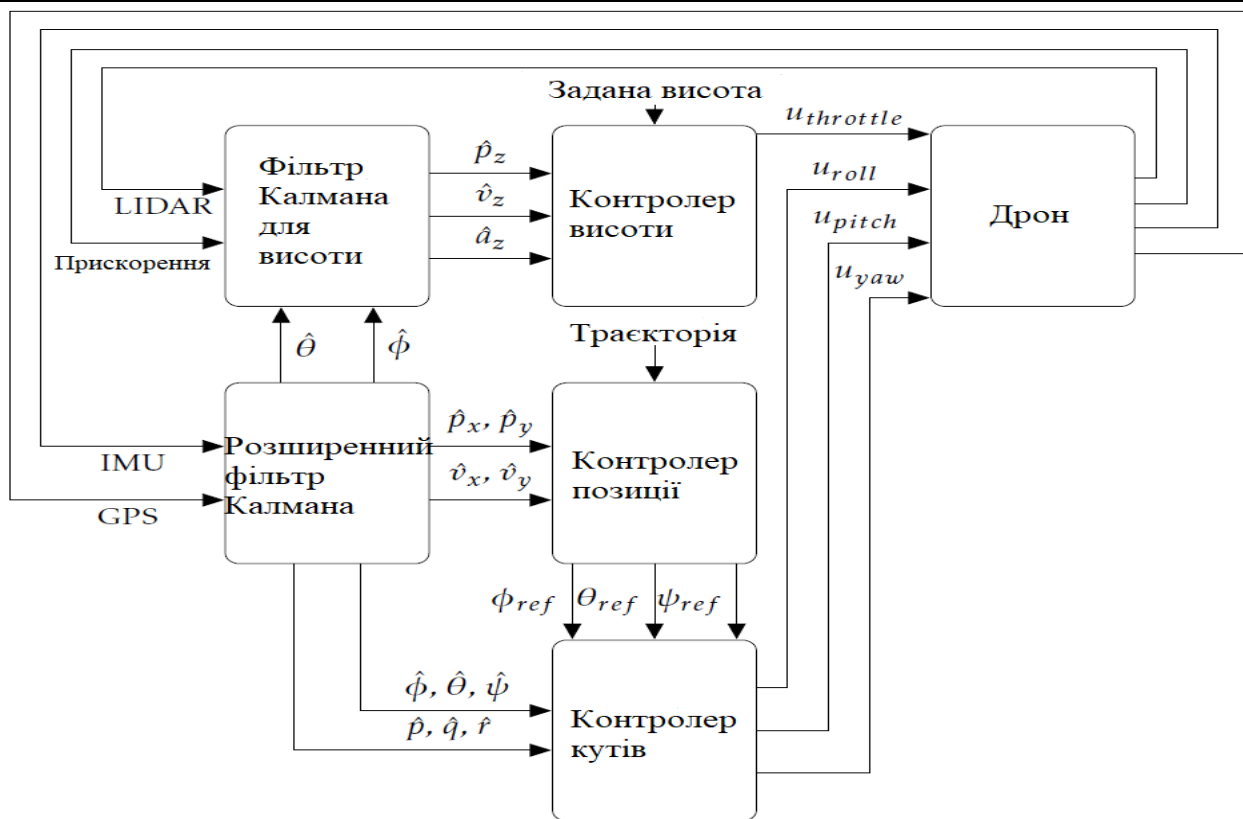 Задана висота
Фільтр
Калмана
для
висоти
LIDAR
Прискорення
p̂_z
v̂_z
â_z
Контролер
висоти
u_throttle
u_roll
u_pitch
u_yaw
Дрон
θ̂
ϕ̂
Траєкторія
Розширенний
фільтр
Калмана
IMU
GPS
p̂_x, p̂_y
v̂_x, v̂_y
Контролер
позиції
ϕ_ref θ_ref ψ_ref
ϕ̂, θ̂, ψ̂
p̂, q̂, r̂
Контролер
кутів